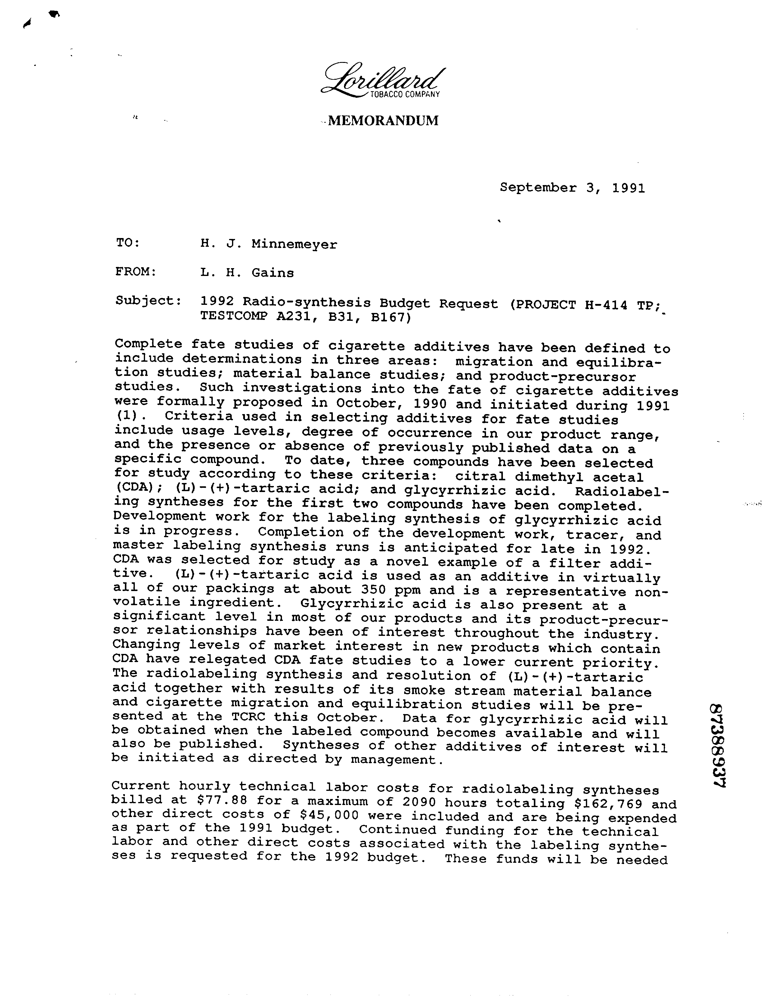 Lorillard
TOBACCO COMPANY
MEMORANDUM
September 3, 1991
TO: H. J. Minnemeyer
FROM: L. H. Gains
Subject: 1992 Radio-synthesis Budget Request (PROJECT H-414 TP;
TESTCOMP A231, B31, B167)
Complete fate studies of cigarette additives have been defined to
include determinations in three areas: migration and equilibra-
tion studies; material balance studies; and product-precursor
studies. Such investigations into the fate of cigarette additives
were formally proposed in October, 1990 and initiated during 1991
(1). Criteria used in selecting additives for fate studies
include usage levels, degree of occurrence in our product range,
and the presence or absence of previously published data on a
specific compound. To date, three compounds have been selected
for study according to these criteria: citral dimethyl acetal
(CDA); (L)-(+)-tartaric acid; and glycyrrhizic acid. Radiolabel-
ing syntheses for the first two compounds have been completed.
Development work for the labeling synthesis of glycyrrhizic acid
is in progress. Completion of the development work, tracer, and
master labeling synthesis runs is anticipated for late in 1992.
CDA was selected for study as a novel example of a filter addi-
tive. (L)-(+)-tartaric acid is used as an additive in virtually
all of our packings at about 350 ppm and is a representative non-
volatile ingredient. Glycyrrhizic acid is also present at a
significant level in most of our products and its product-precur-
sor relationships have been of interest throughout the industry.
Changing levels of market interest in new products which contain
CDA have relegated CDA fate studies to a lower current priority.
The radiolabeling synthesis and resolution of (L)-(+)-tartaric
acid together with results of its smoke stream material balance
and cigarette migration and equilibration studies will be pre-
sented at the TCRC this October. Data for glycyrrhizic acid will
be obtained when the labeled compound becomes available and will
also be published. Syntheses of other additives of interest will
be initiated as directed by management.
Current hourly technical labor costs for radiolabeling syntheses
billed at $77.88 for a maximum of 2090 hours totaling $162,769 and
other direct costs of $45,000 were included and are being expended
as part of the 1991 budget. Continued funding for the technical
labor and other direct costs associated with the labeling synthe-
ses is requested for the 1992 budget. These funds will be needed
87388937